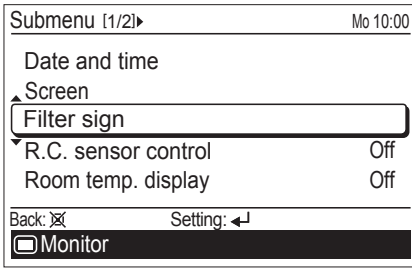 Submenu [1/2] Mo 10:00
Date and time
Screen
Filter sign
R.C. sensor control Off
Room temp. display Off
Back: Setting:
Monitor